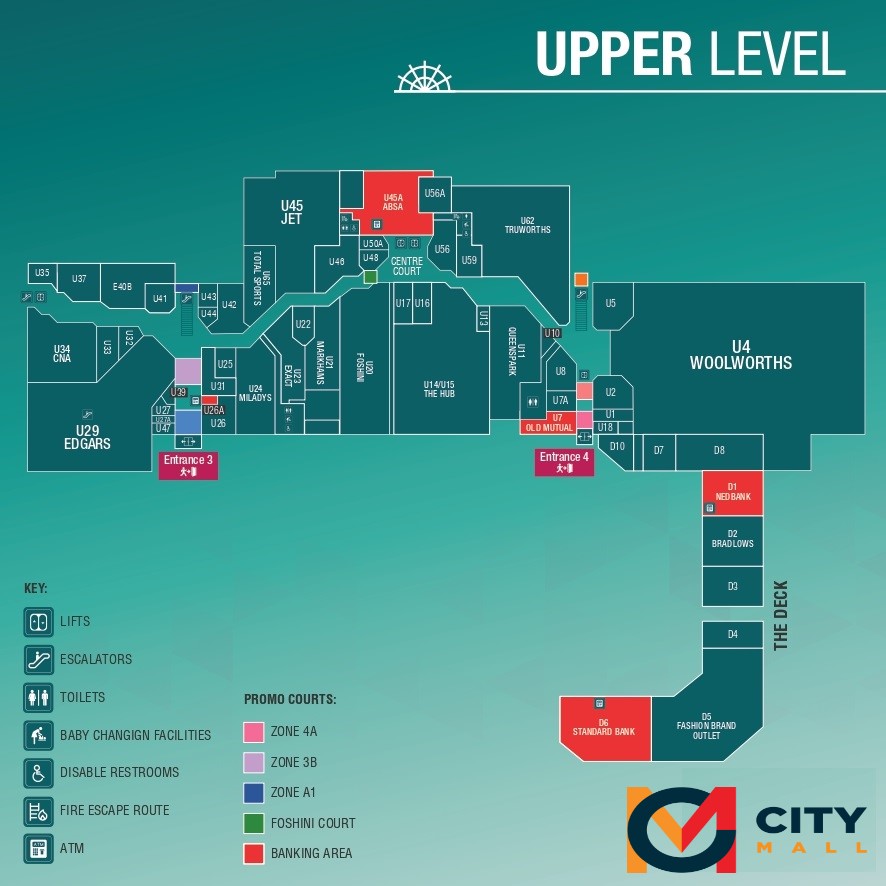 UPPER LEVEL
U45
JET
U45A
ABSA
U56A
U62
TRUWORTHS
U50A
U48
U46
CENTRE
COURT
U56
U59
U65
TOTAL SPORTS
U35
U37
E40B
U41
U43
U44
U42
U5
U4
WOOLWORTHS
U34
CNA
U33
U32
U25
U31
U39
U24
MILADYS
U22
U23
EXACT
U21
MARKHAMS
U20
FOSHINI
U17
U16
U14/U15
THE HUB
U13
U11
QUEENSPARK
U10
U8
U7A
U7
OLD MUTUAL
U2
U1
U18
U27
U27A
U47
U26A
U26
U29
EDGARS
Entrance 3
Entrance 4
D10
D7
D8
D1
NEDBANK
D2
BRADLOWS
D3
D4
THE DECK
D5
FASHION BRAND
OUTLET
D6
STANDARD BANK
KEY:
LIFTS
ESCALATORS
TOILETS
BABY CHANGIGN FACILITIES
DISABLE RESTROOMS
FIRE ESCAPE ROUTE
ATM
ATM
PROMO COURTS:
ZONE 4A
ZONE 3B
ZONE A1
FOSHINI COURT
BANKING AREA
CITY
MALL